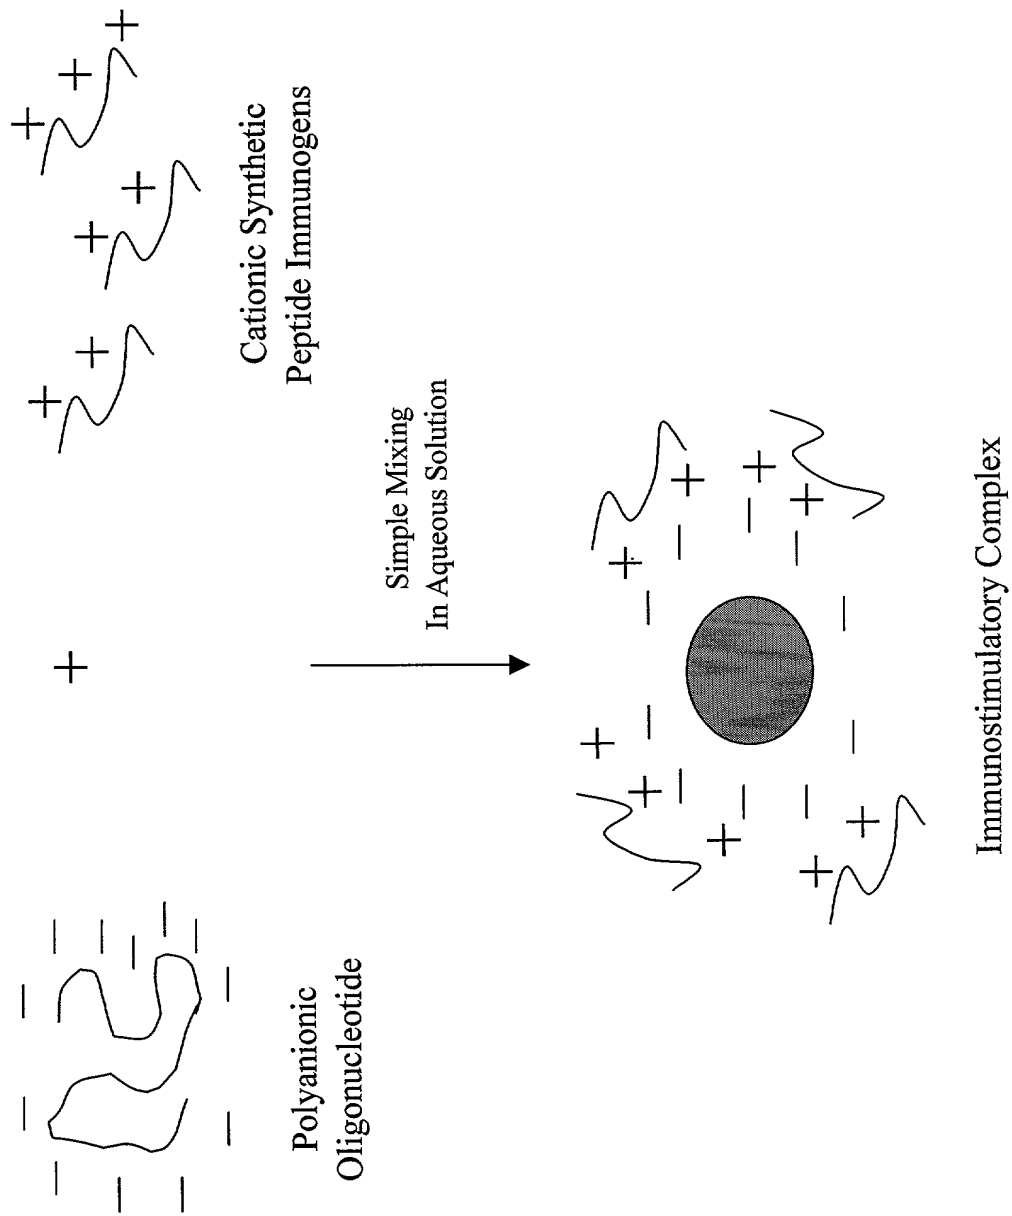 Polyanionic
Oligonucleotide
+
Cationic Synthetic
Peptide Immunogens
Simple Mixing
In Aqueous Solution
Immunostimulatory Complex